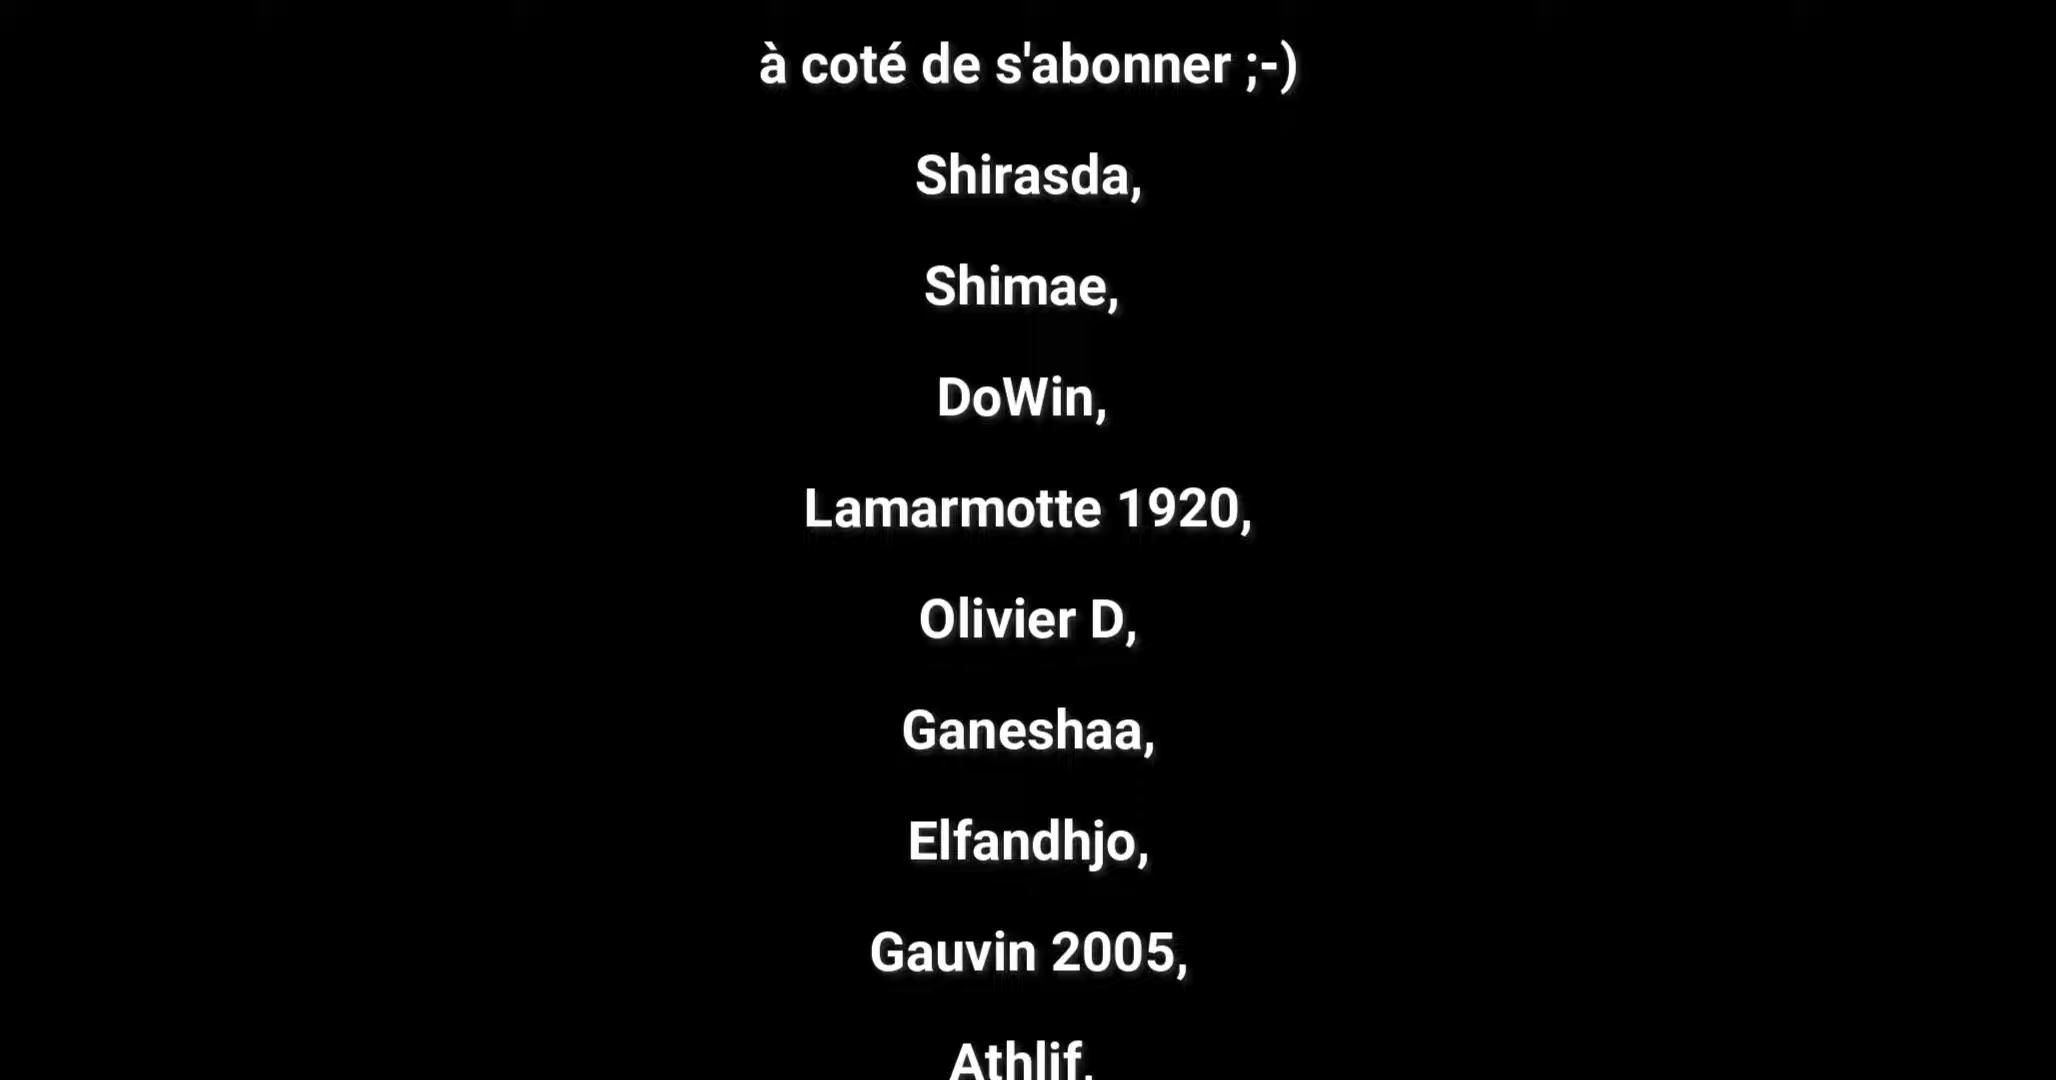 à coté de s'abonner ;-)
Shirasda,
Shimae,
DoWin,
Lamarmotte 1920,
Olivier D,
Ganeshaa,
Elfandhjo,
Gauvin 2005,
Athlif,